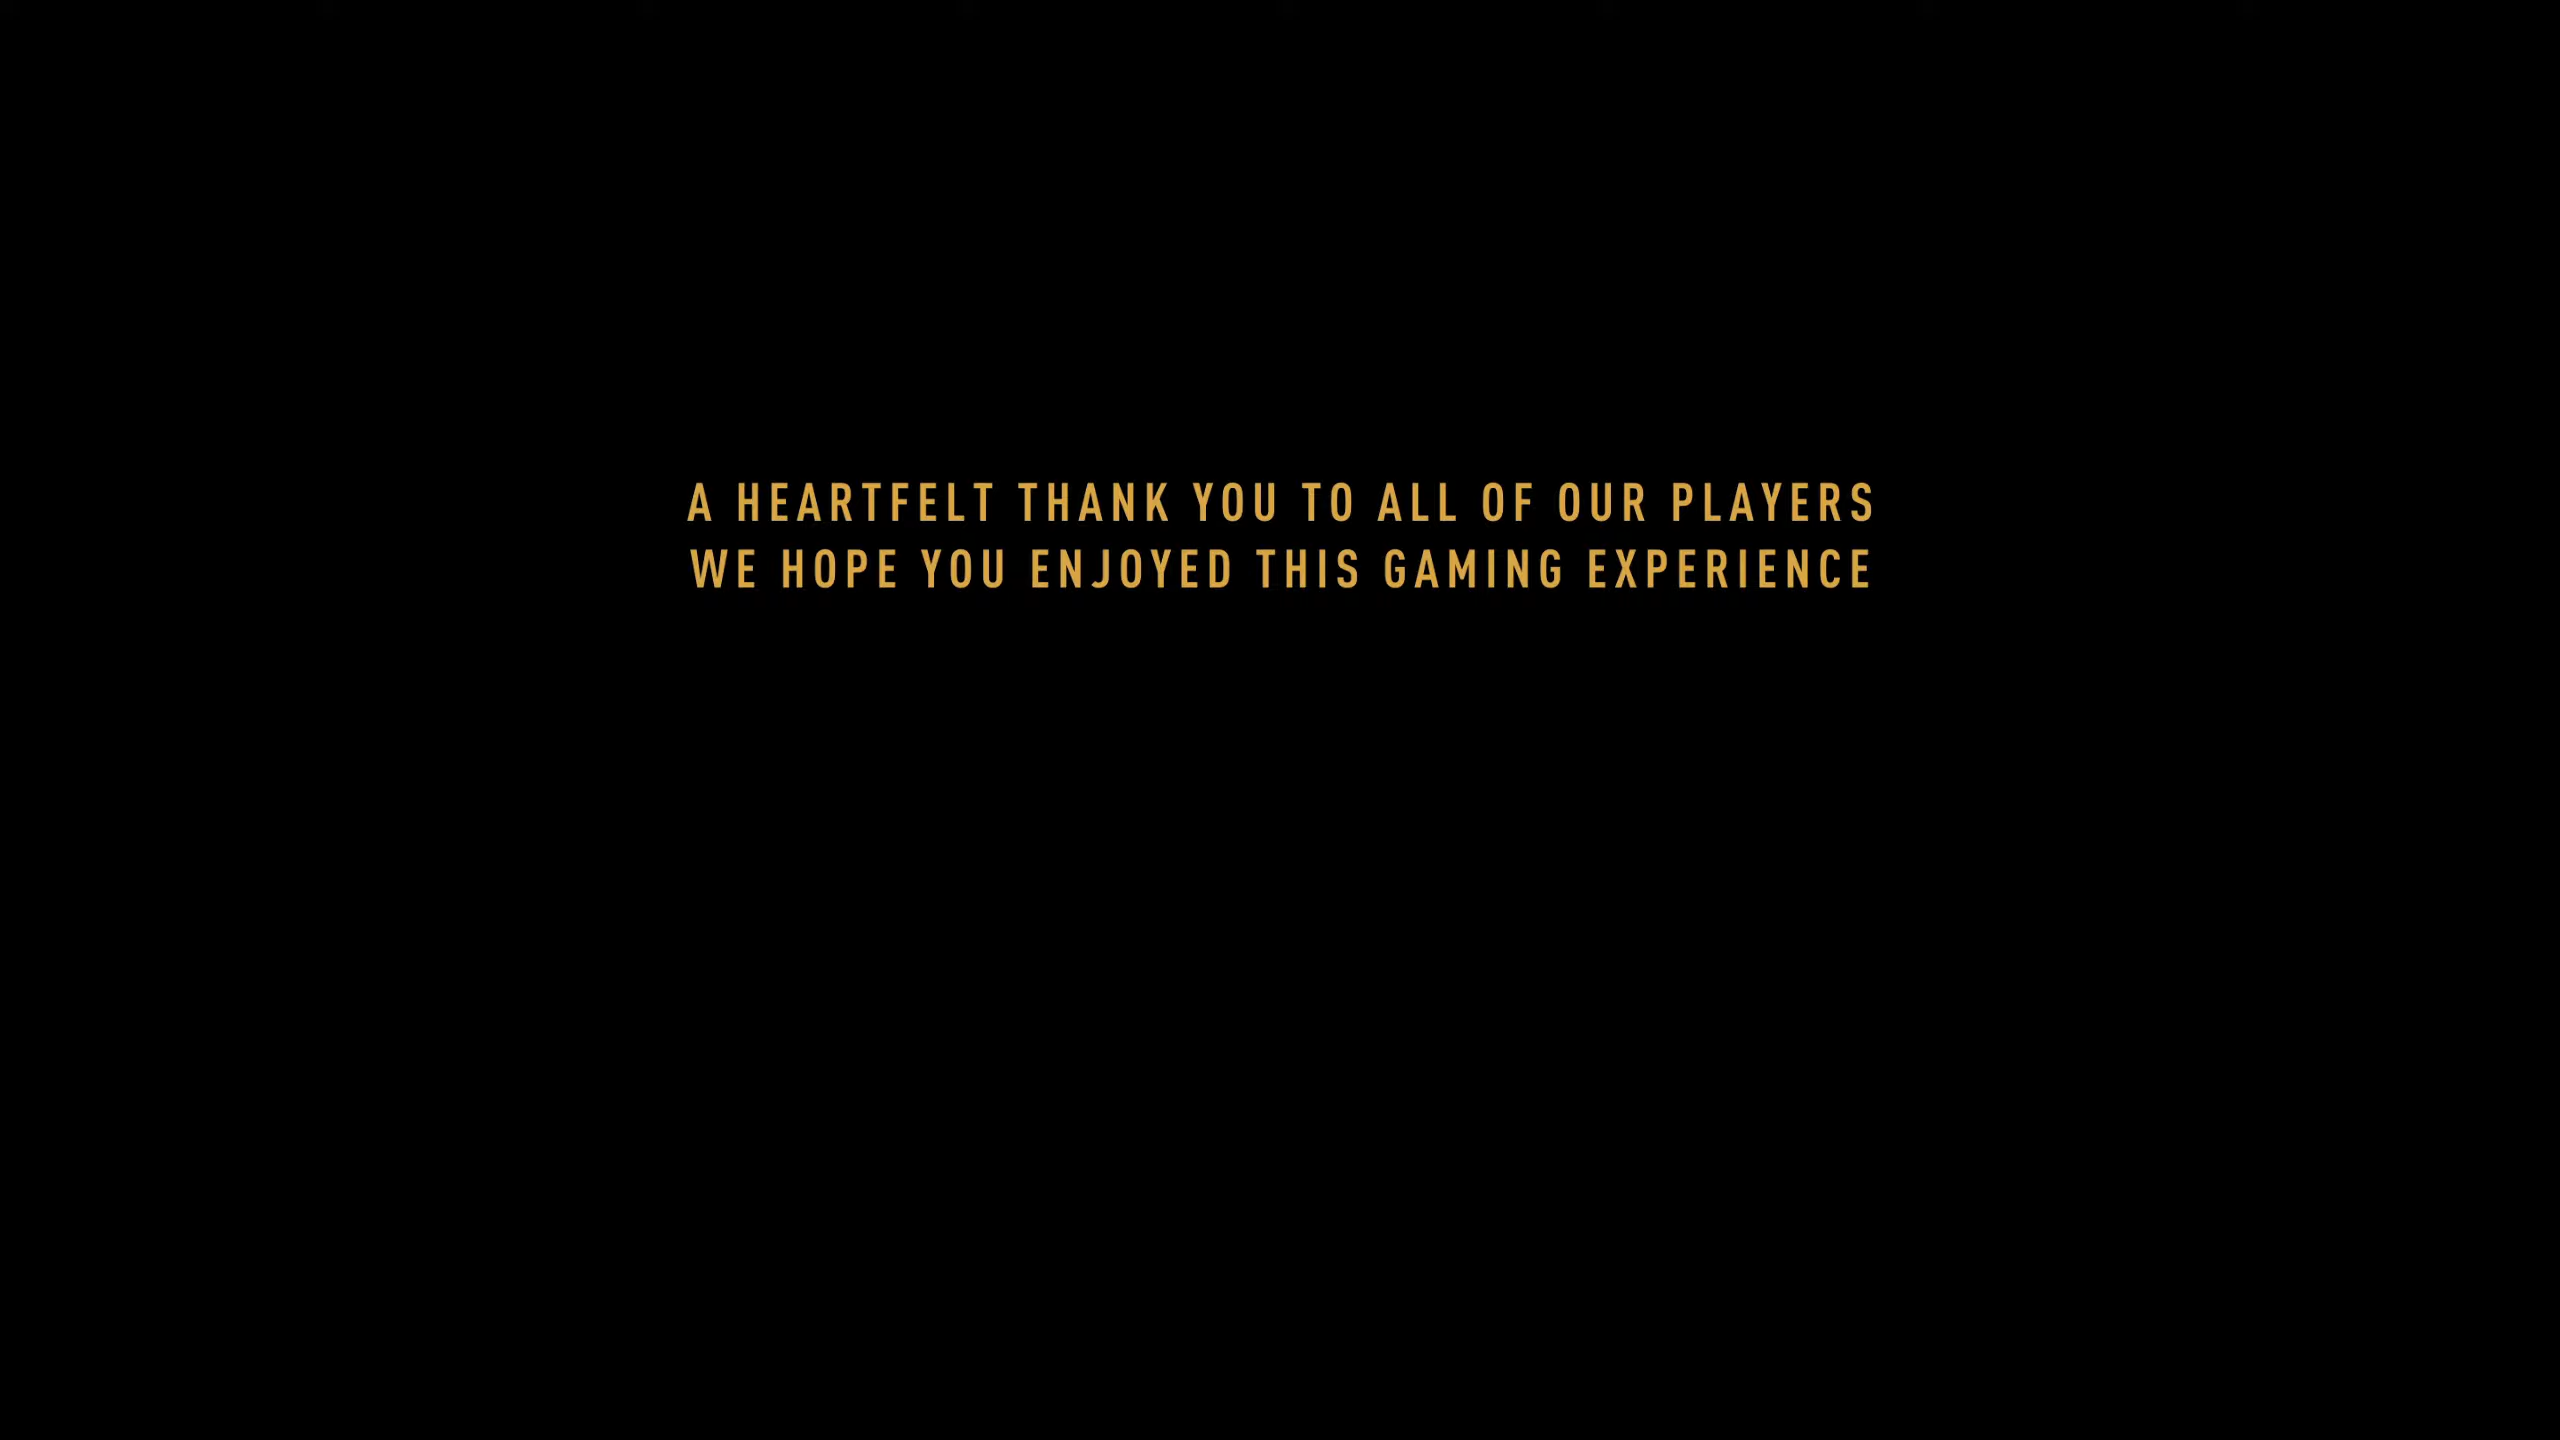 A HEARTFELT THANK YOU TO ALL OF OUR PLAYERS
WE HOPE YOU ENJOYED THIS GAMING EXPERIENCE